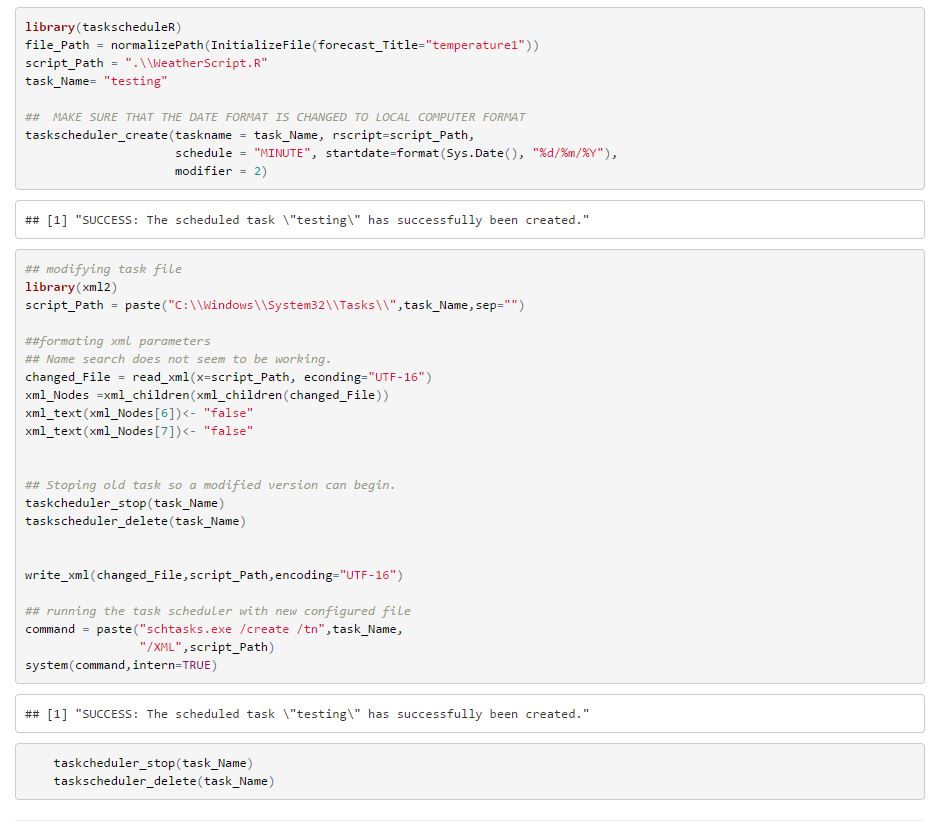 library(taskscheduleR)
file_Path = normalizePath(InitializeFile(forecast_Title="temperature1"))
script_Path = ".\\WeatherScript.R"
task_Name= "testing"
##  MAKE SURE THAT THE DATE FORMAT IS CHANGED TO LOCAL COMPUTER FORMAT
taskscheduler_create(taskname = task_Name, rscript=script_Path,
                     schedule = "MINUTE", startdate=format(Sys.Date(), "%d/%m/%Y"),
                     modifier = 2)
## [1] "SUCCESS: The scheduled task \"testing\" has successfully been created."
## modifying task file
library(xml2)
script_Path = paste("C:\\Windows\\System32\\Tasks\\",task_Name,sep="")
##formating xml parameters
## Name search does not seem to be working.
changed_File = read_xml(x=script_Path, econding="UTF-16")
xml_Nodes =xml_children(xml_children(changed_File))
xml_text(xml_Nodes[6])<- "false"
xml_text(xml_Nodes[7])<- "false"
## Stoping old task so a modified version can begin.
taskcheduler_stop(task_Name)
taskscheduler_delete(task_Name)
write_xml(changed_File,script_Path,encoding="UTF-16")
## running the task scheduler with new configured file
command = paste("schtasks.exe /create /tn",task_Name,
                "/XML",script_Path)
system(command,intern=TRUE)
## [1] "SUCCESS: The scheduled task \"testing\" has successfully been created."
    taskcheduler_stop(task_Name)
    taskscheduler_delete(task_Name)